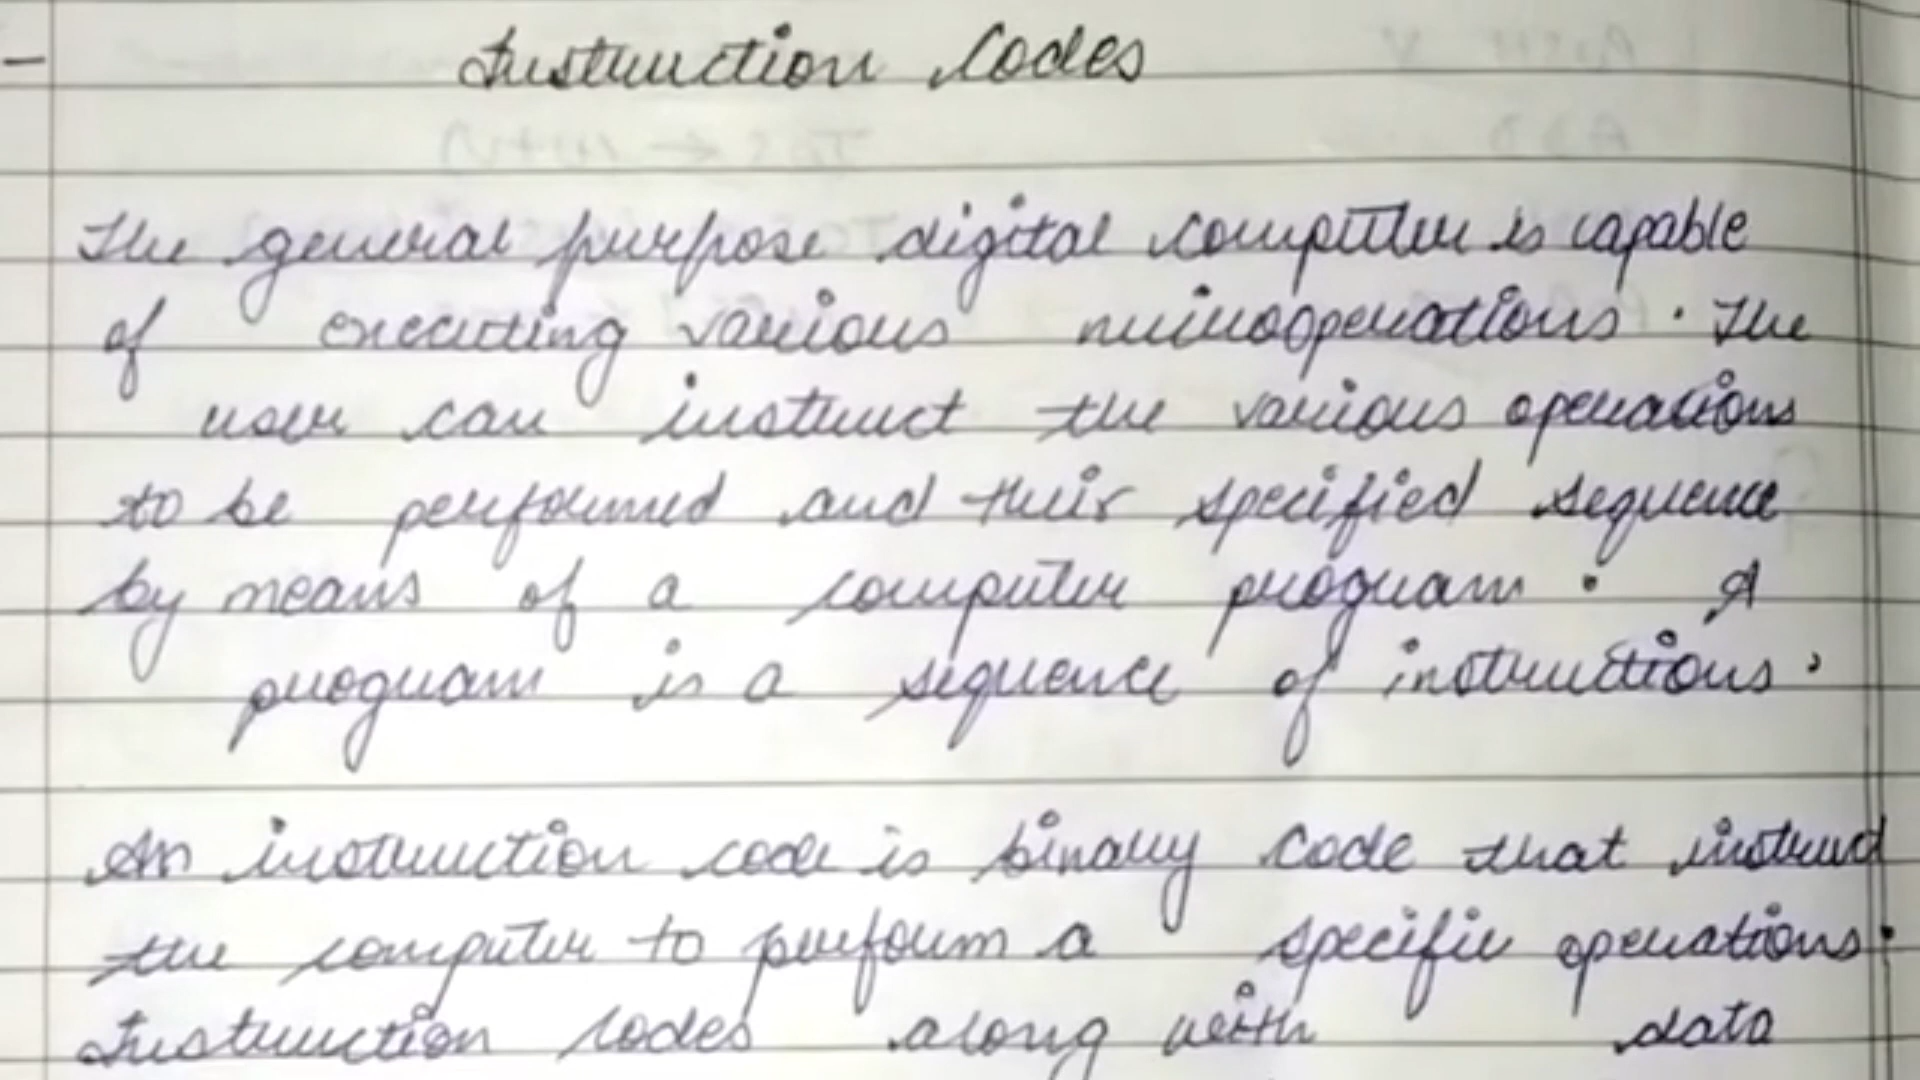 Instruction Codes
The general purpose digital computer is capable
of executing various microoperations. The
user can instruct the various operations
to be performed and their specified sequence
by means of a computer program. A
program is a sequence of instructions.
An instruction code is binary code that instruct
the computer to perform a specific operations.
Instruction codes along with data